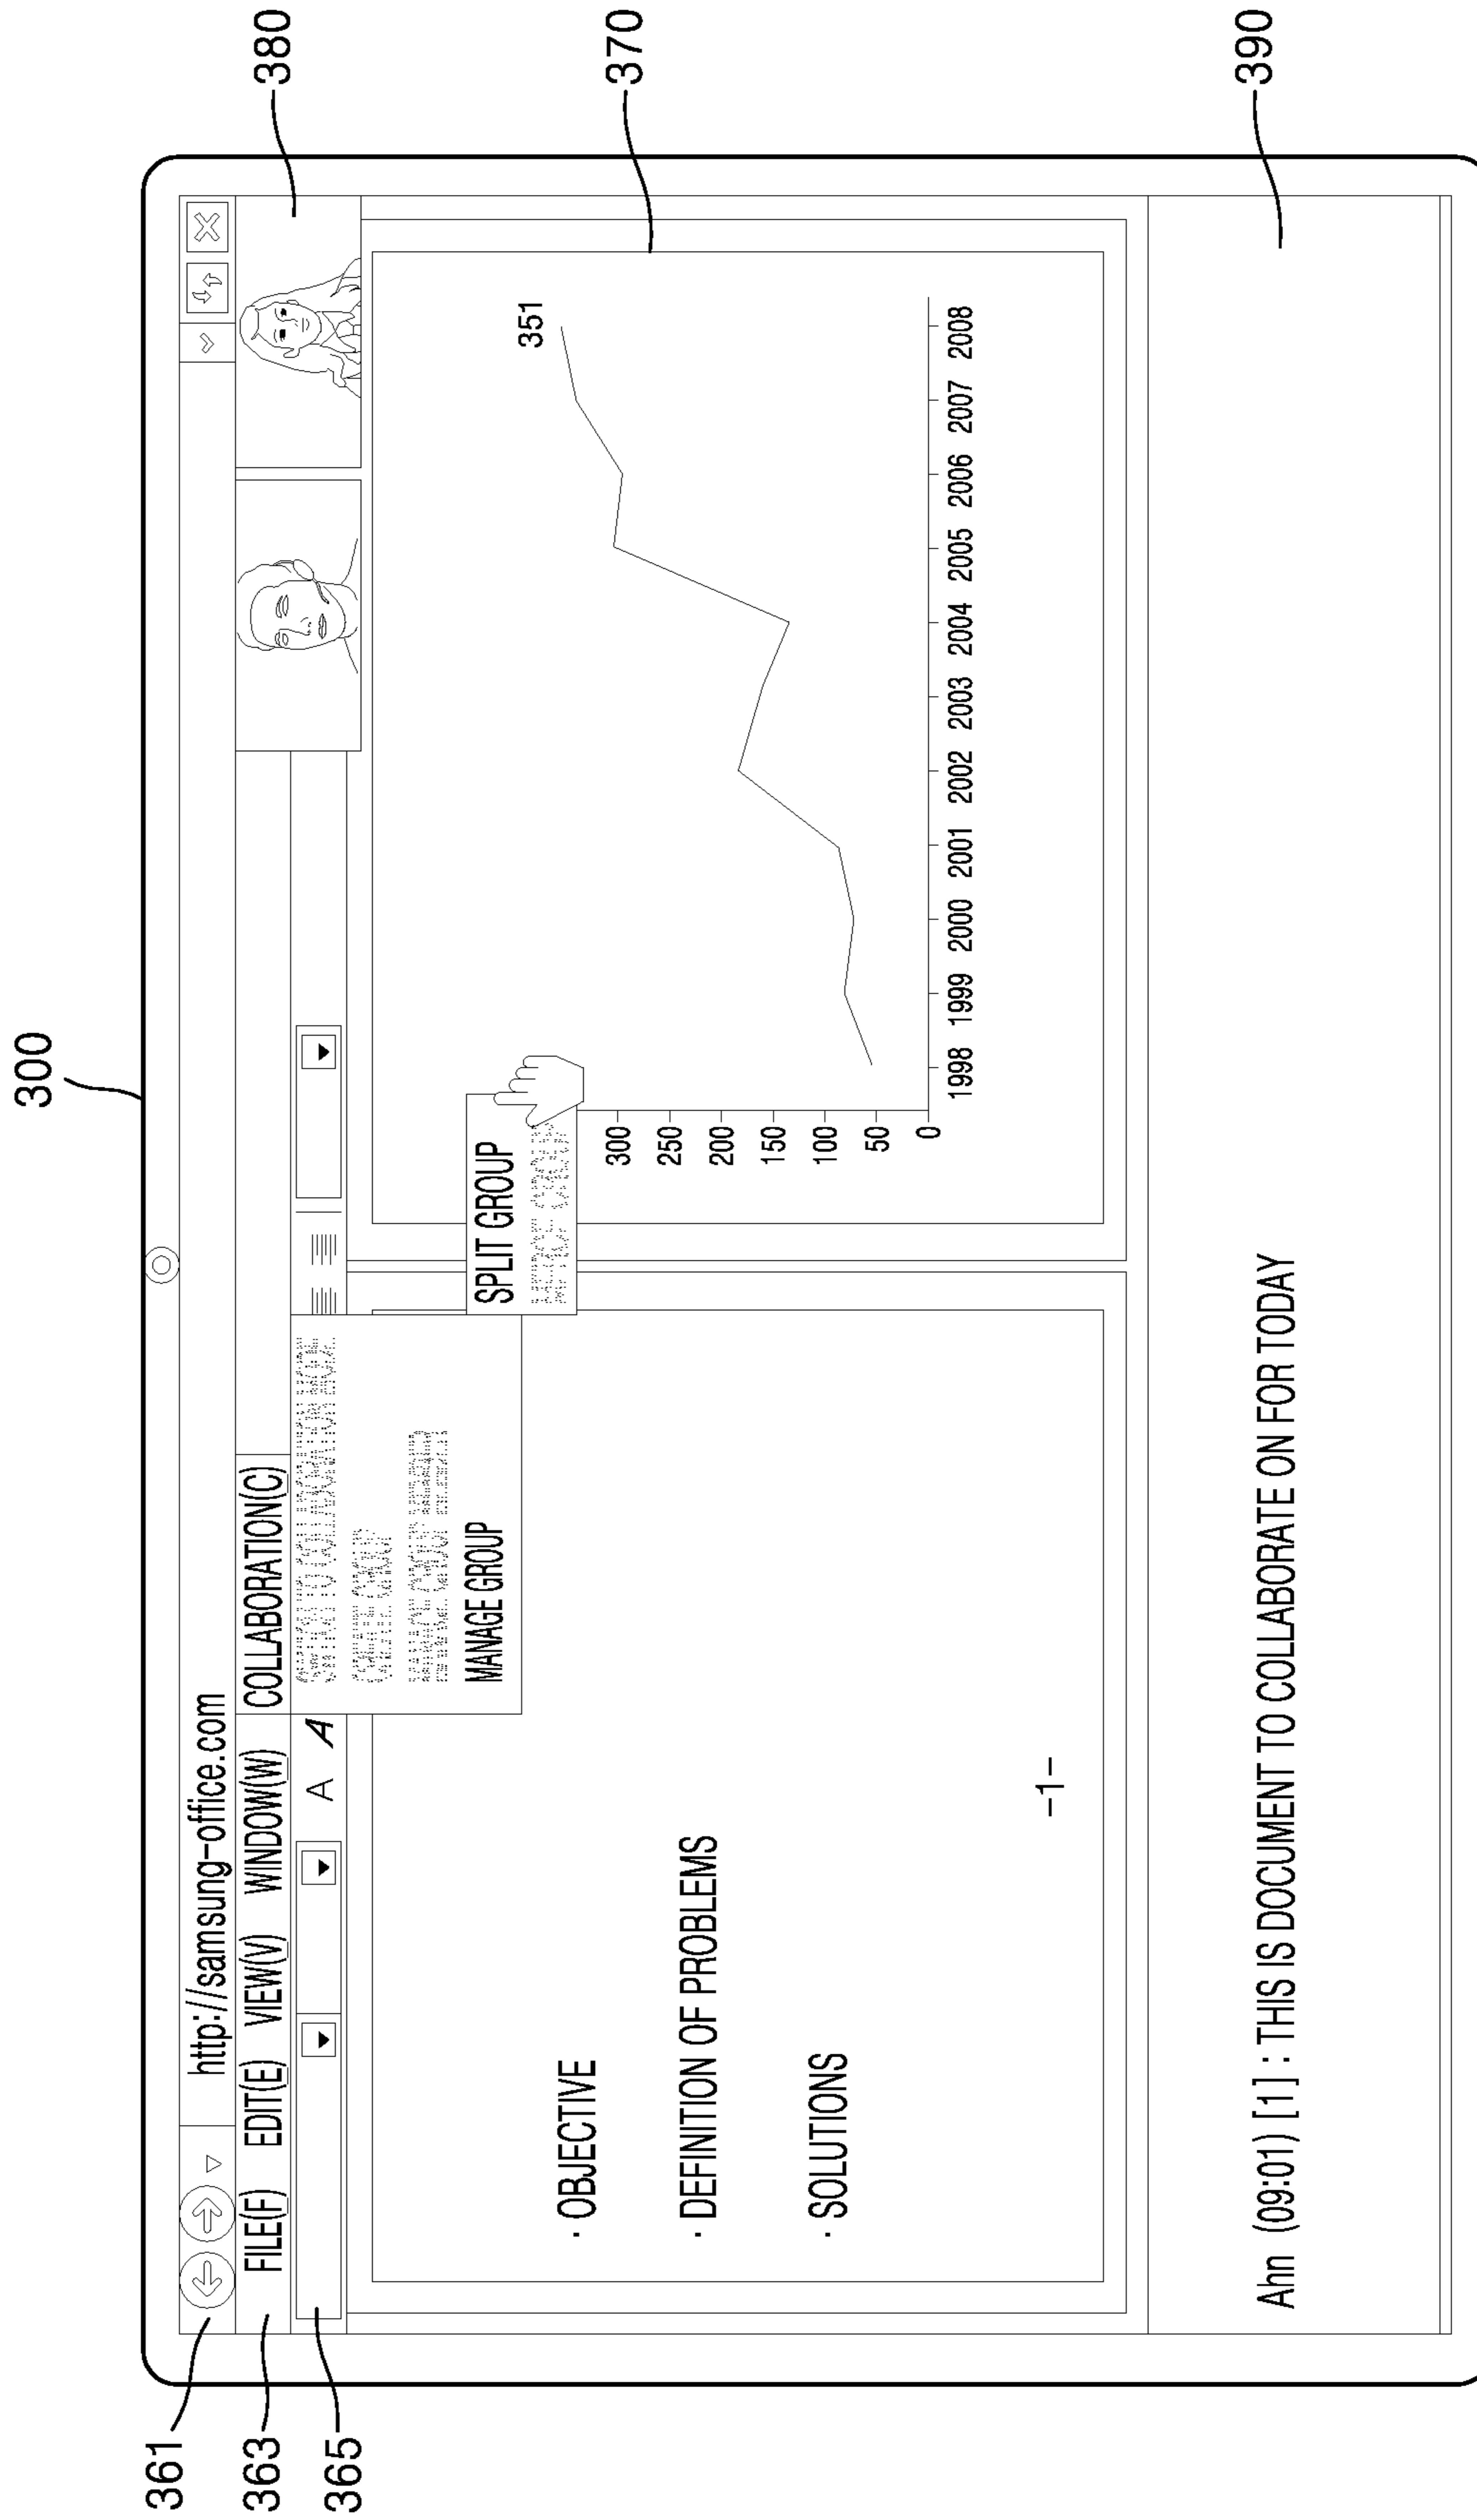 300
361
http://samsung-office.com
380
363
FILE(F) EDIT(E) VIEW(V) WINDOW(W) COLLABORATION(C)
365
A A
MANAGE GROUP
SPLIT GROUP
370
· OBJECTIVE
· DEFINITION OF PROBLEMS
· SOLUTIONS
-1-
351
300
250
200
150
100
50
0
1998 1999 2000 2001 2002 2003 2004 2005 2006 2007 2008
390
Ahn (09:01) [1] : THIS IS DOCUMENT TO COLLABORATE ON FOR TODAY